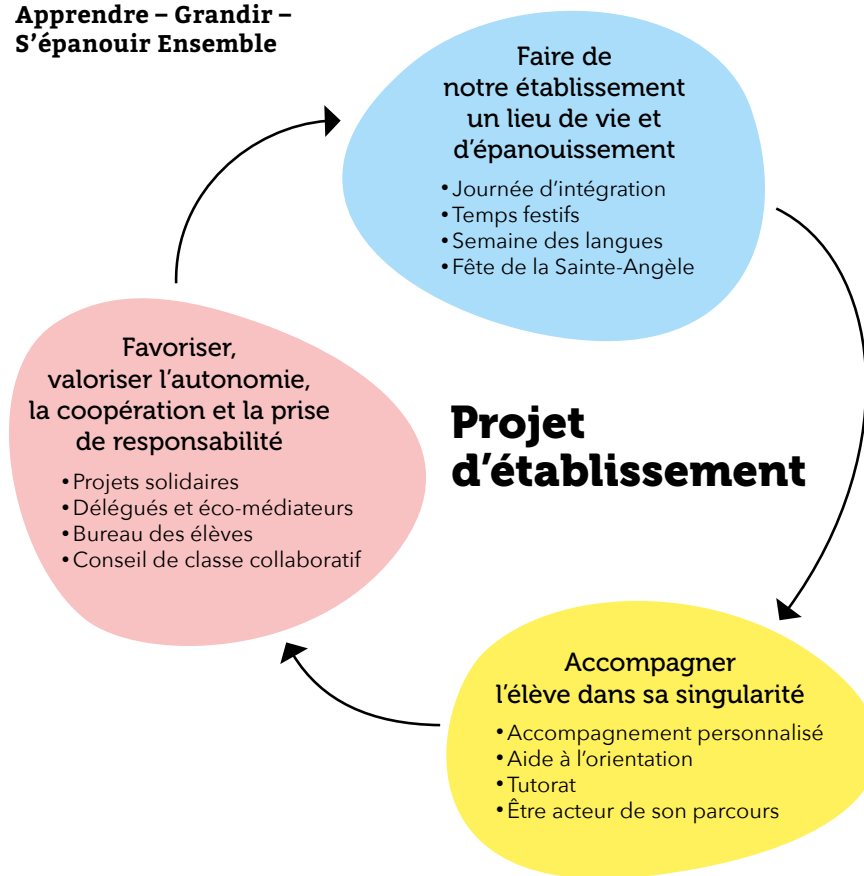 Apprendre – Grandir –
S'épanouir Ensemble
Faire de
notre établissement
un lieu de vie et
d'épanouissement
• Journée d'intégration
• Temps festifs
• Semaine des langues
• Fête de la Sainte-Angèle
Favoriser,
valoriser l'autonomie,
la coopération et la prise
de responsabilité
• Projets solidaires
• Délégués et éco-médiateurs
• Bureau des élèves
• Conseil de classe collaboratif
Projet
d'établissement
Accompagner
l'élève dans sa singularité
• Accompagnement personnalisé
• Aide à l'orientation
• Tutorat
• Être acteur de son parcours